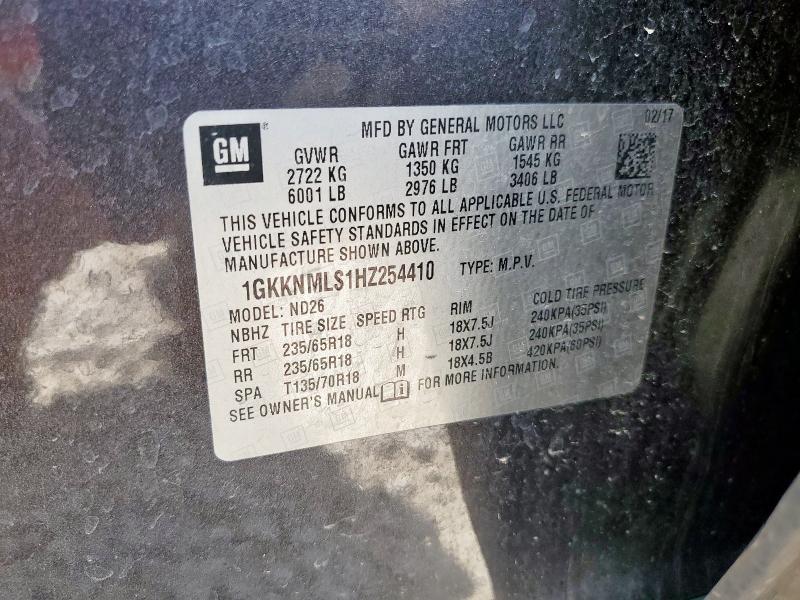 MFD BY GENERAL MOTORS LLC 02/17
GM ®
GVWR GAWR FRT GAWR RR
2722 KG 1350 KG 1545 KG
6001 LB 2976 LB 3406 LB
THIS VEHICLE CONFORMS TO ALL APPLICABLE U.S. FEDERAL MOTOR
VEHICLE SAFETY STANDARDS IN EFFECT ON THE DATE OF
MANUFACTURE SHOWN ABOVE.
1GKKNMLS1HZ254410 TYPE: M.P.V.
MODEL: ND26
NBHZ TIRE SIZE SPEED RTG RIM COLD TIRE PRESSURE
FRT 235/65R18 H 18X7.5J 240KPA(35PSI)
RR 235/65R18 H 18X7.5J 240KPA(35PSI)
SPA T135/70R18 M 18X4.5B 420KPA(60PSI)
SEE OWNER'S MANUAL FOR MORE INFORMATION.